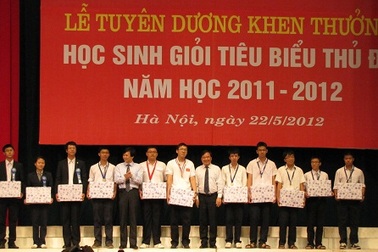 LỄ TUYÊN DƯƠNG KHEN THƯỞN
HỌC SINH GIỎI TIÊU BIỂU THỦ Đ
NĂM HỌC 2011 - 2012
Hà Nội, ngày 22/5/2012